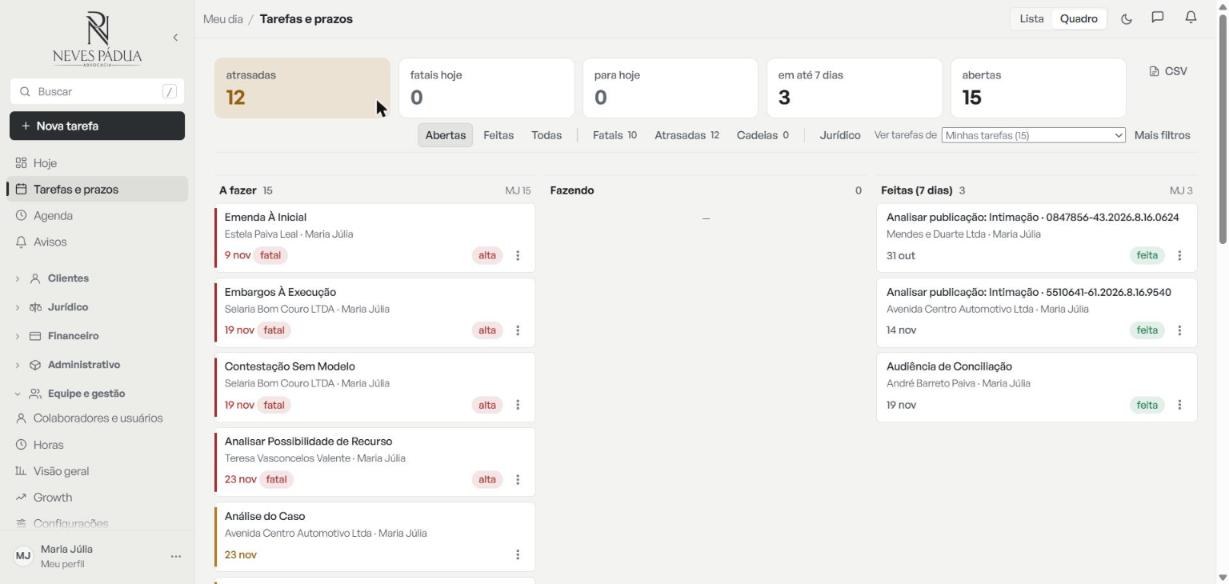 NEVES PÁDUA
ADVOCACIA
Buscar /
+ Nova tarefa
Hoje
Tarefas e prazos
Agenda
Avisos
Clientes
Jurídico
Financeiro
Administrativo
Equipe e gestão
Colaboradores e usuários
Horas
Visão geral
Growth
Configurações
MJ
Maria Júlia
Meu perfil
Meu dia / Tarefas e prazos
Lista Quadro
atrasadas
12
fatais hoje
0
para hoje
0
em até 7 dias
3
abertas
15
CSV
Abertas Feitas Todas Fatais 10 Atrasadas 12 Cadeias 0 Jurídico Ver tarefas de Minhas tarefas (15) Mais filtros
A fazer 15 MJ 15
Emenda À Inicial
Estela Paiva Leal · Maria Júlia
9 nov fatal alta
Embargos À Execução
Selaria Bom Couro LTDA · Maria Júlia
19 nov fatal alta
Contestação Sem Modelo
Selaria Bom Couro LTDA · Maria Júlia
19 nov fatal alta
Analisar Possibilidade de Recurso
Teresa Vasconcelos Valente · Maria Júlia
23 nov fatal alta
Análise do Caso
Avenida Centro Automotivo Ltda · Maria Júlia
23 nov
Fazendo 0
—
Feitas (7 dias) 3 MJ 3
Analisar publicação: Intimação · 0847856-43.2026.8.16.0624
Mendes e Duarte Ltda · Maria Júlia
31 out feita
Analisar publicação: Intimação · 5510641-61.2026.8.16.9540
Avenida Centro Automotivo Ltda · Maria Júlia
14 nov feita
Audiência de Conciliação
André Barreto Paiva · Maria Júlia
19 nov feita